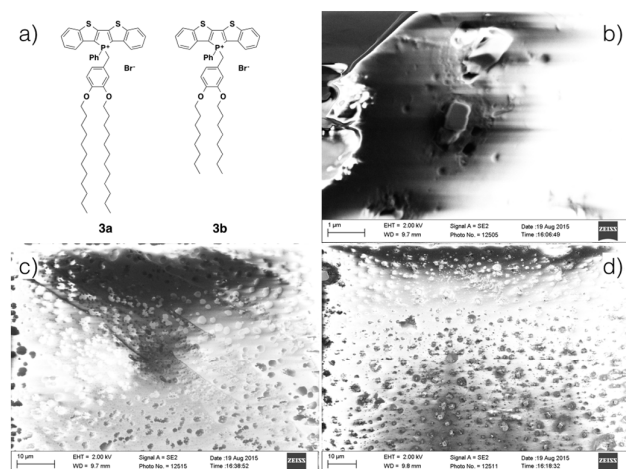 a)
S S
P+
Ph
Br-
O O
3a
S S
P+
Ph
Br-
O O
3b
b)
1 µm
EHT = 2.00 kV
WD = 9.7 mm
Signal A = SE2
Photo No. = 12505
Date :19 Aug 2015
Time :16:06:49
ZEISS
c)
10 µm
EHT = 2.00 kV
WD = 9.7 mm
Signal A = SE2
Photo No. = 12515
Date :19 Aug 2015
Time :16:38:52
ZEISS
d)
10 µm
EHT = 2.00 kV
WD = 9.8 mm
Signal A = SE2
Photo No. = 12511
Date :19 Aug 2015
Time :16:18:32
ZEISS